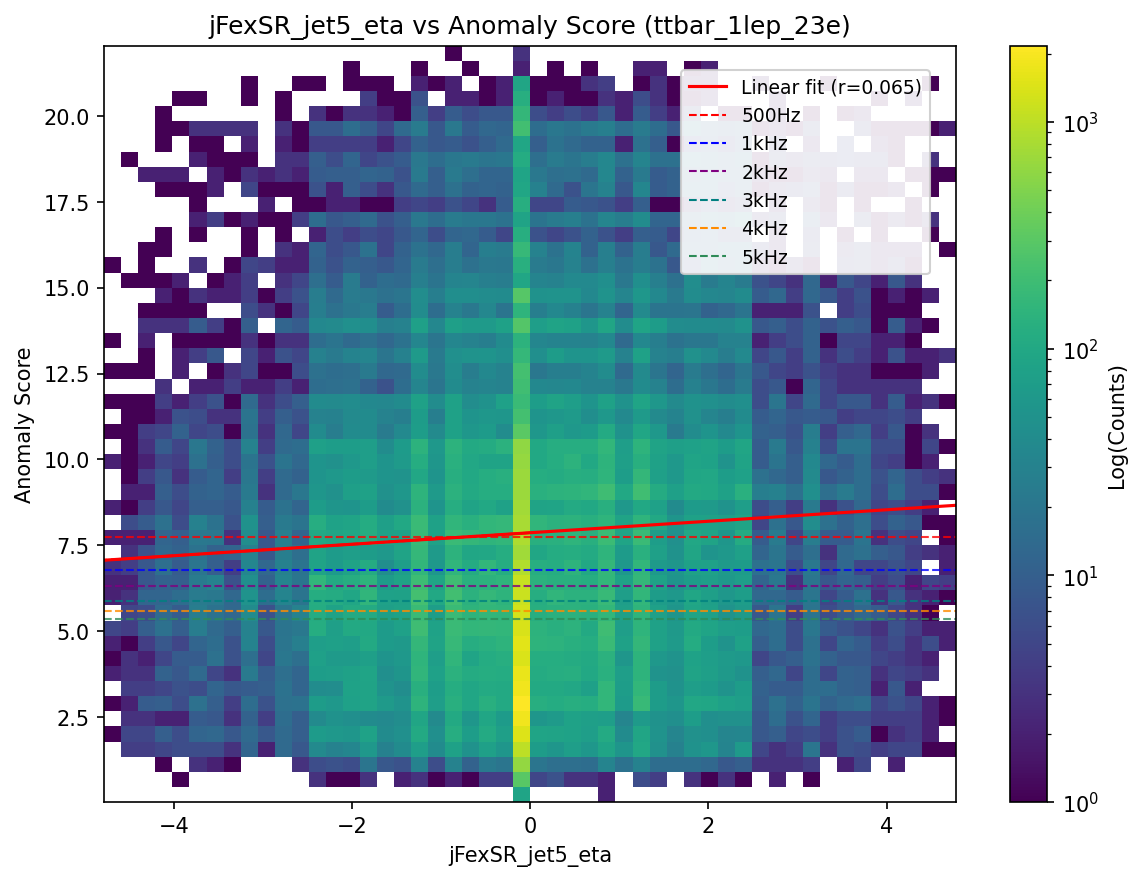 jFexSR_jet5_eta vs Anomaly Score (ttbar_1lep_23e)
Linear fit (r=0.065)
500Hz
1kHz
2kHz
3kHz
4kHz
5kHz
Anomaly Score
20.0
17.5
15.0
12.5
10.0
7.5
5.0
2.5
−4
−2
0
2
4
jFexSR_jet5_eta
10³
10²
10¹
10⁰
Log(Counts)